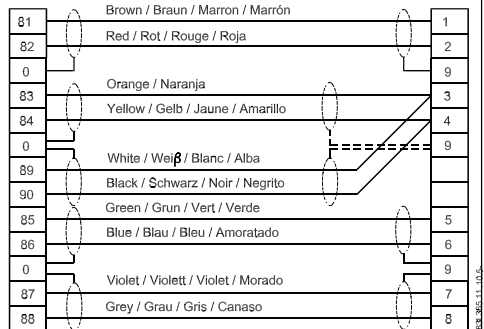 81 Brown / Braun / Marron / Marrón 1
82 Red / Rot / Rouge / Roja 2
0 9
83 Orange / Naranja 3
84 Yellow / Gelb / Jaune / Amarillo 4
0 9
89 White / Weiβ / Blanc / Alba
90 Black / Schwarz / Noir / Negrito
85 Green / Grun / Vert / Verde 5
86 Blue / Blau / Bleu / Amoratado 6
0 9
87 Violet / Violett / Violet / Morado 7
88 Grey / Grau / Gris / Canaso 8